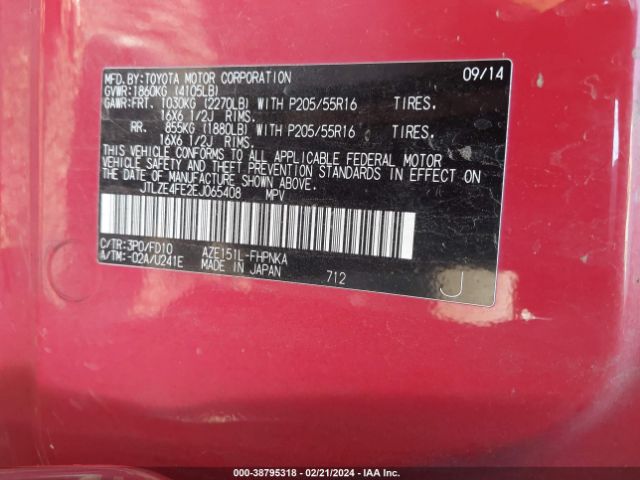 MFD.BY:TOYOTA MOTOR CORPORATION 09/14
GVWR:1860KG (4105LB)
GAWR:FRT. 1030KG (2270LB) WITH P205/55R16 TIRES.
16X6 1/2J RIMS.
RR. 855KG (1880LB) WITH P205/55R16 TIRES.
16X6 1/2J RIMS.
THIS VEHICLE CONFORMS TO ALL APPLICABLE FEDERAL MOTOR
VEHICLE SAFETY AND THEFT PREVENTION STANDARDS IN EFFECT ON
THE DATE OF MANUFACTURE SHOWN ABOVE.
JTLZE4FE2EJ065408 MPV
C/TR:3P0/FD10 AZE151L-FHPNKA
A/TM:-02A/U241E MADE IN JAPAN 712 J
000-38795318 - 02/21/2024 - IAAI.CA